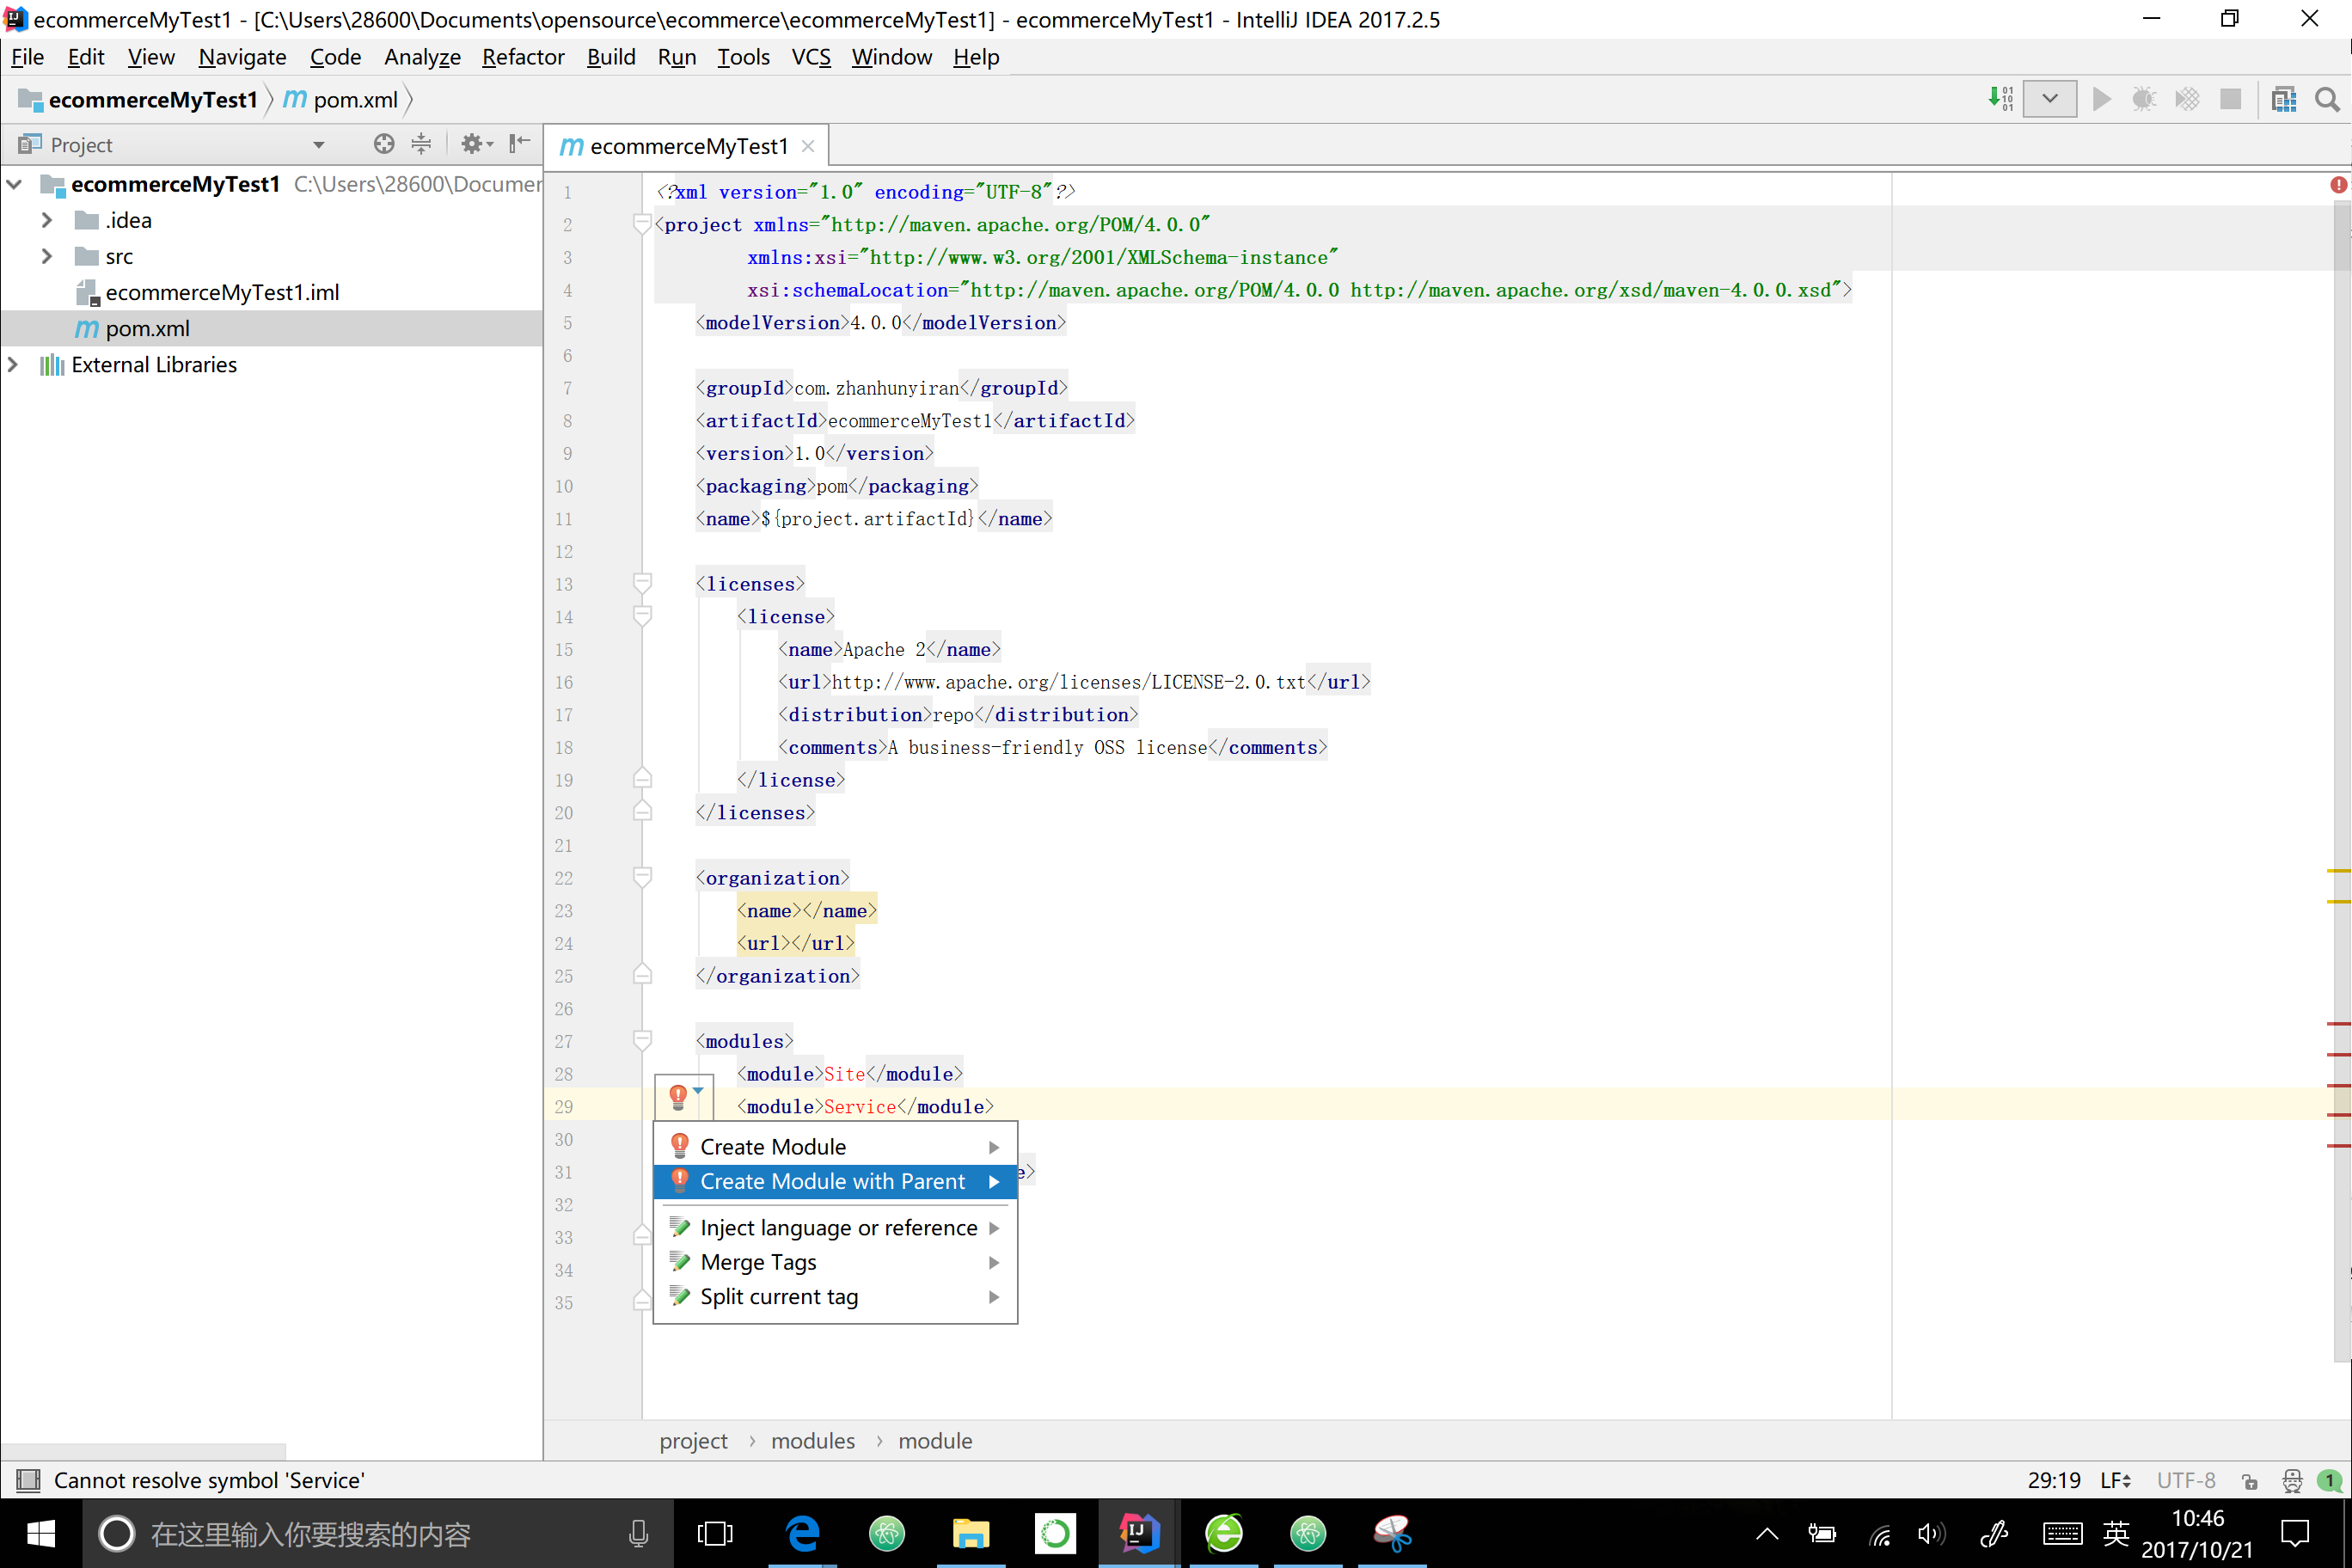 ecommerceMyTest1 - [C:\Users\28600\Documents\opensource\ecommerce\ecommerceMyTest1] - ecommerceMyTest1 - IntelliJ IDEA 2017.2.5
File Edit View Navigate Code Analyze Refactor Build Run Tools VCS Window Help
ecommerceMyTest1 pom.xml
Project
ecommerceMyTest1
ecommerceMyTest1 C:\Users\28600\Documen
.idea
src
ecommerceMyTest1.iml
pom.xml
External Libraries
1 <?xml version="1.0" encoding="UTF-8"?>
2 <project xmlns="http://maven.apache.org/POM/4.0.0"
3 xmlns:xsi="http://www.w3.org/2001/XMLSchema-instance"
4 xsi:schemaLocation="http://maven.apache.org/POM/4.0.0 http://maven.apache.org/xsd/maven-4.0.0.xsd">
5 <modelVersion>4.0.0</modelVersion>
6
7 <groupId>com.zhanhunyiran</groupId>
8 <artifactId>ecommerceMyTest1</artifactId>
9 <version>1.0</version>
10 <packaging>pom</packaging>
11 <name>${project.artifactId}</name>
12
13 <licenses>
14 <license>
15 <name>Apache 2</name>
16 <url>http://www.apache.org/licenses/LICENSE-2.0.txt</url>
17 <distribution>repo</distribution>
18 <comments>A business-friendly OSS license</comments>
19 </license>
20 </licenses>
21
22 <organization>
23 <name></name>
24 <url></url>
25 </organization>
26
27 <modules>
28 <module>Site</module>
29 <module>Service</module>
30
31 e>
32
33
34
35
Create Module
Create Module with Parent
Inject language or reference
Merge Tags
Split current tag
project › modules › module
Cannot resolve symbol 'Service' 29:19 LF UTF-8 1
在这里输入你要搜索的内容
英
10:46
2017/10/21